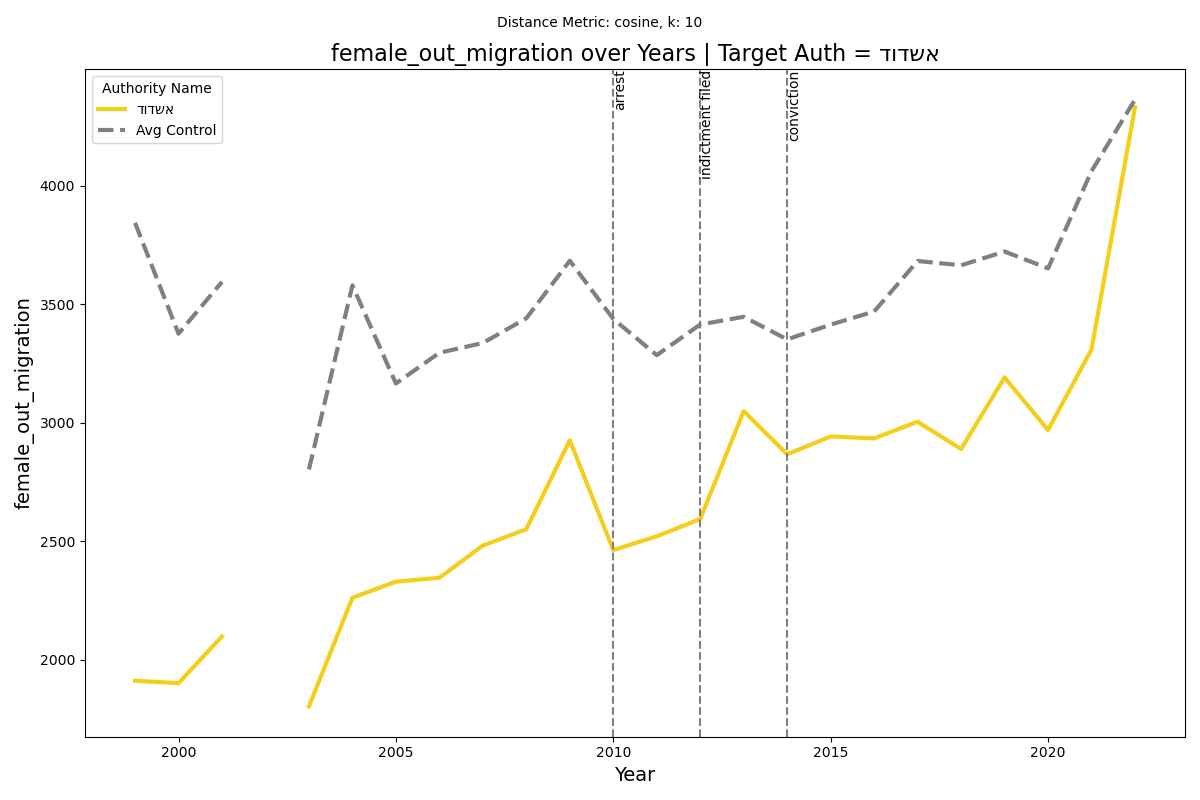 Distance Metric: cosine, k: 10
female_out_migration over Years | Target Auth = אשדוד
Authority Name
אשדוד
Avg Control
arrest
indictment filed
conviction
4000
3500
3000
2500
2000
female_out_migration
2000
2005
2010
2015
2020
Year